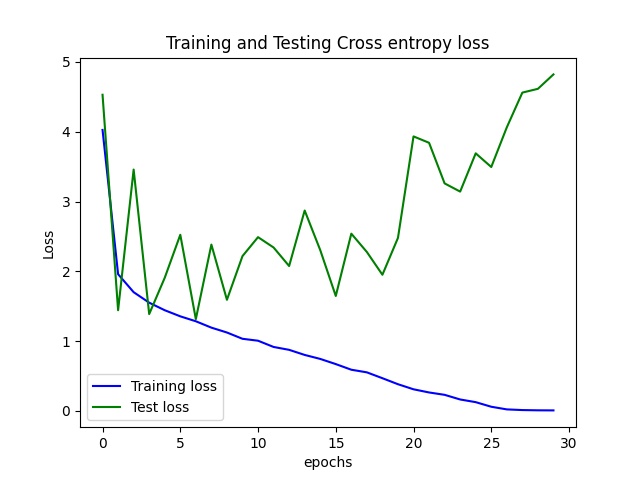 Training and Testing Cross entropy loss
5
4
3
2
1
0
Loss
Training loss
Test loss
0 5 10 15 20 25 30
epochs